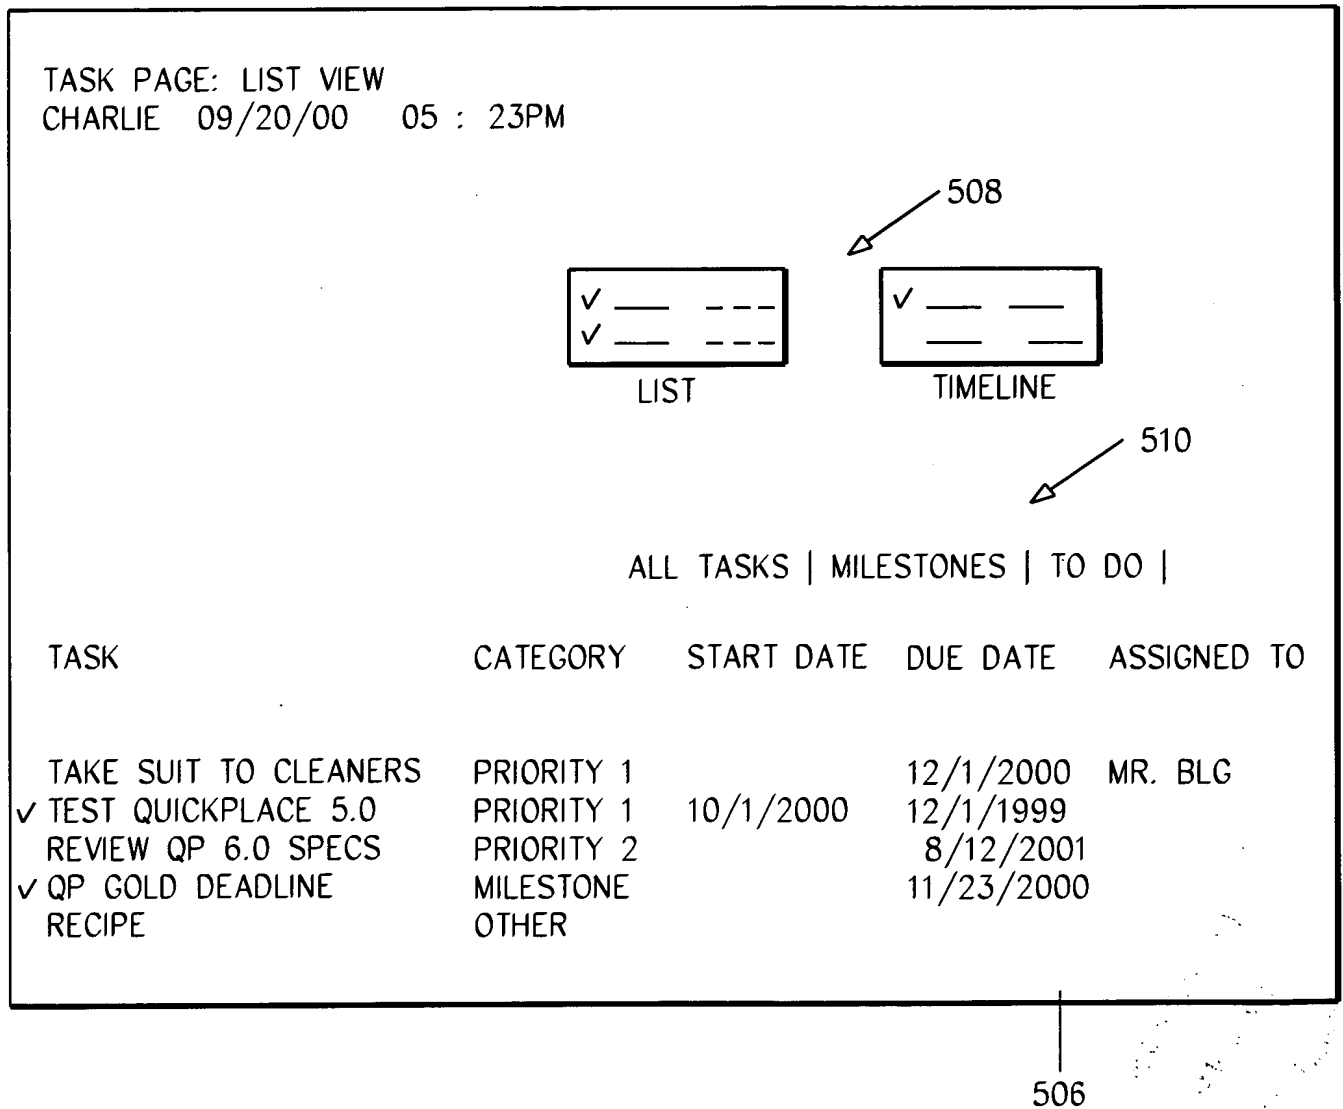 TASK PAGE: LIST VIEW
CHARLIE 09/20/00 05 : 23PM
508
LIST TIMELINE
510
ALL TASKS | MILESTONES | TO DO |
TASK CATEGORY START DATE DUE DATE ASSIGNED TO
TAKE SUIT TO CLEANERS PRIORITY 1 12/1/2000 MR. BLG
✓ TEST QUICKPLACE 5.0 PRIORITY 1 10/1/2000 12/1/1999
REVIEW QP 6.0 SPECS PRIORITY 2 8/12/2001
✓ QP GOLD DEADLINE MILESTONE 11/23/2000
RECIPE OTHER
506